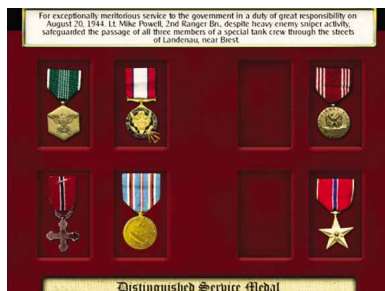 For exceptionally meritorious service to the government in a duty of great responsibility on
August 20, 1944. Lt. Mike Powell, 2nd Ranger Bn., despite heavy enemy sniper activity,
safeguarded the passage of all three members of a special tank crew through the streets
of Landenau, near Brest.
Distinguished Service Medal